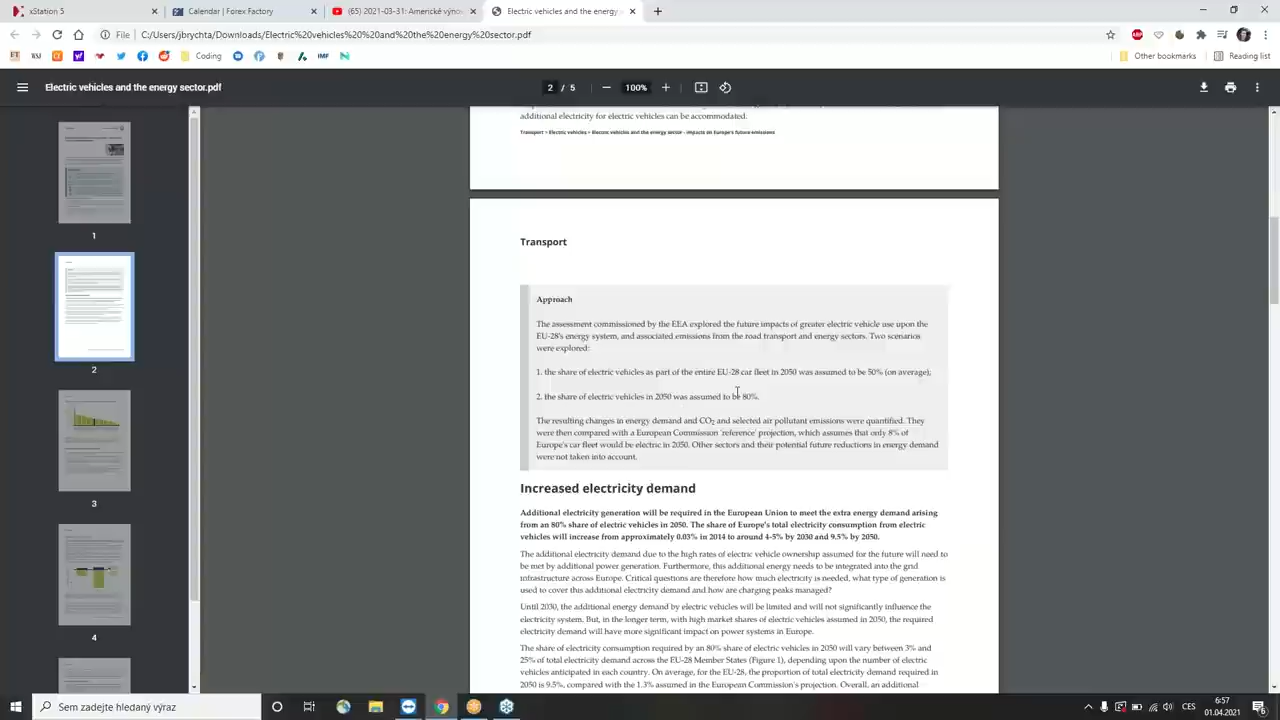 xStation 5
Calendar | Forex Factory
(65) 2021-03-31: Americké vývoj
Electric vehicles and the energy
File
C:/Users/brychta/Downloads/Electric%20vehicles%20%20and%20the%20energy%20sector.pdf
Coding
Other bookmarks
Reading list
Electric vehicles and the energy sector.pdf
2 / 5
100%
additional electricity for electric vehicles can be accommodated.
Transport > Electric vehicles > Electric vehicles and the energy sector - impacts on Europe's future emissions
Transport
Approach
The assessment commissioned by the EEA explored the future impacts of greater electric vehicle use upon the
EU-28's energy system, and associated emissions from the road transport and energy sectors. Two scenarios
were explored:
1. the share of electric vehicles as part of the entire EU-28 car fleet in 2050 was assumed to be 50% (on average);
2. the share of electric vehicles in 2050 was assumed to be 80%.
The resulting changes in energy demand and CO₂ and selected air pollutant emissions were quantified. They
were then compared with a European Commission 'reference' projection, which assumes that only 8% of
Europe's car fleet would be electric in 2050. Other sectors and their potential future reductions in energy demand
were not taken into account.
Increased electricity demand
Additional electricity generation will be required in the European Union to meet the extra energy demand arising
from an 80% share of electric vehicles in 2050. The share of Europe's total electricity consumption from electric
vehicles will increase from approximately 0.03% in 2014 to around 4-5% by 2030 and 9.5% by 2050.
The additional electricity demand due to the high rates of electric vehicle ownership assumed for the future will need to
be met by additional power generation. Furthermore, this additional energy needs to be integrated into the grid
infrastructure across Europe. Critical questions are therefore how much electricity is needed, what type of generation is
used to cover this additional electricity demand and how are charging peaks managed?
Until 2030, the additional energy demand by electric vehicles will be limited and will not significantly influence the
electricity system. But, in the longer term, with high market shares of electric vehicles assumed in 2050, the required
electricity demand will have more significant impact on power systems in Europe.
The share of electricity consumption required by an 80% share of electric vehicles in 2050 will vary between 3% and
25% of total electricity demand across the EU-28 Member States (Figure 1), depending upon the number of electric
vehicles anticipated in each country. On average, for the EU-28, the proportion of total electricity demand required in
2050 is 9.5%, compared with the 1.3% assumed in the European Commission's projection. Overall, an additional
1
2
3
4
Sem zadejte hledaný výraz
CES
6:57
01.04.2021